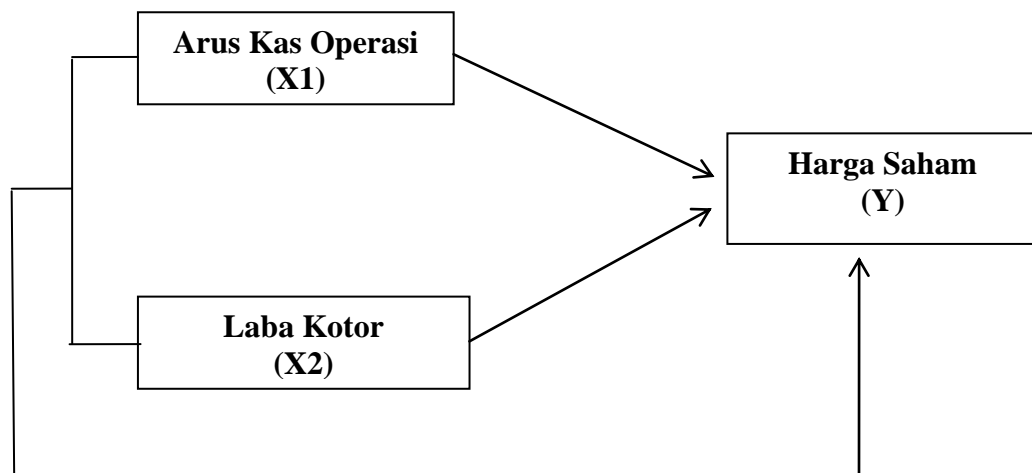 Arus Kas Operasi
(X1)
Harga Saham
(Y)
Laba Kotor
(X2)